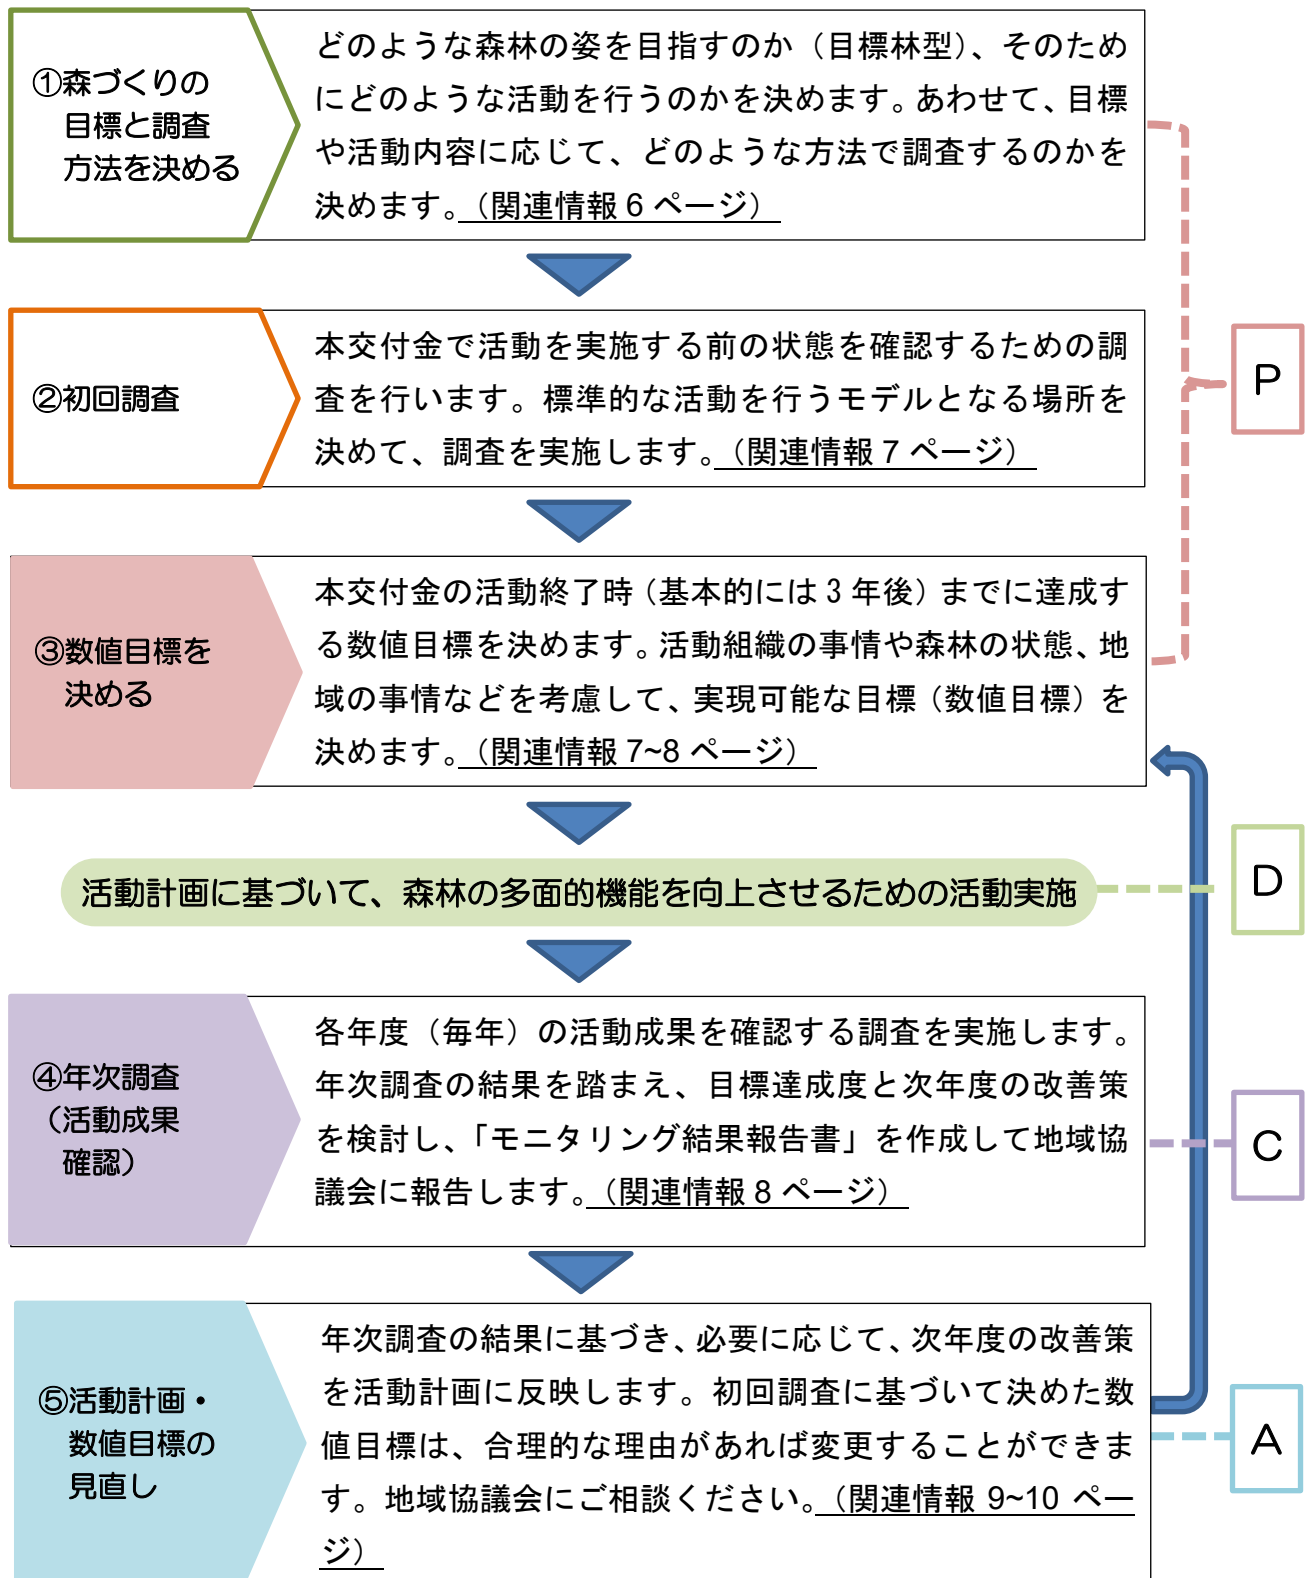 ①森づくりの
目標と調査
方法を決める
どのような森林の姿を目指すのか（目標林型）、そのため
にどのような活動を行うのかを決めます。あわせて、目標
や活動内容に応じて、どのような方法で調査するのかを
決めます。（関連情報 6 ページ）
②初回調査
本交付金で活動を実施する前の状態を確認するための調
査を行います。標準的な活動を行うモデルとなる場所を
決めて、調査を実施します。（関連情報 7 ページ）
P
③数値目標を
決める
本交付金の活動終了時（基本的には 3 年後）までに達成す
る数値目標を決めます。活動組織の事情や森林の状態、地
域の事情などを考慮して、実現可能な目標（数値目標）を
決めます。（関連情報 7~8 ページ）
活動計画に基づいて、森林の多面的機能を向上させるための活動実施
D
④年次調査
（活動成果
確認）
各年度（毎年）の活動成果を確認する調査を実施します。
年次調査の結果を踏まえ、目標達成度と次年度の改善策
を検討し、「モニタリング結果報告書」を作成して地域協
議会に報告します。（関連情報 8 ページ）
C
⑤活動計画・
数値目標の
見直し
年次調査の結果に基づき、必要に応じて、次年度の改善策
を活動計画に反映します。初回調査に基づいて決めた数
値目標は、合理的な理由があれば変更することができま
す。地域協議会にご相談ください。（関連情報 9~10 ペー
ジ）
A